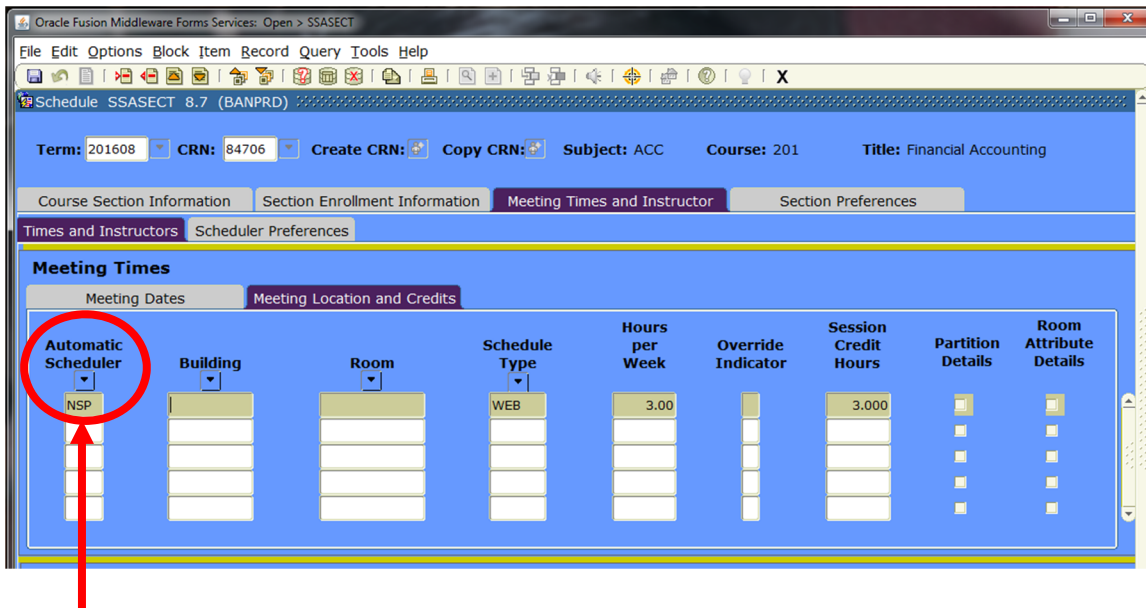 Oracle Fusion Middleware Forms Services: Open > SSASECT
File Edit Options Block Item Record Query Tools Help
X
Schedule SSASECT 8.7 (BANPRD)
Term: 201608 CRN: 84706 Create CRN: Copy CRN: Subject: ACC Course: 201 Title: Financial Accounting
Course Section Information Section Enrollment Information Meeting Times and Instructor Section Preferences
Times and Instructors Scheduler Preferences
Meeting Times
Meeting Dates Meeting Location and Credits
Automatic Scheduler Building Room Schedule Type Hours per Week Override Indicator Session Credit Hours Partition Details Room Attribute Details
NSP WEB 3.00 3.000